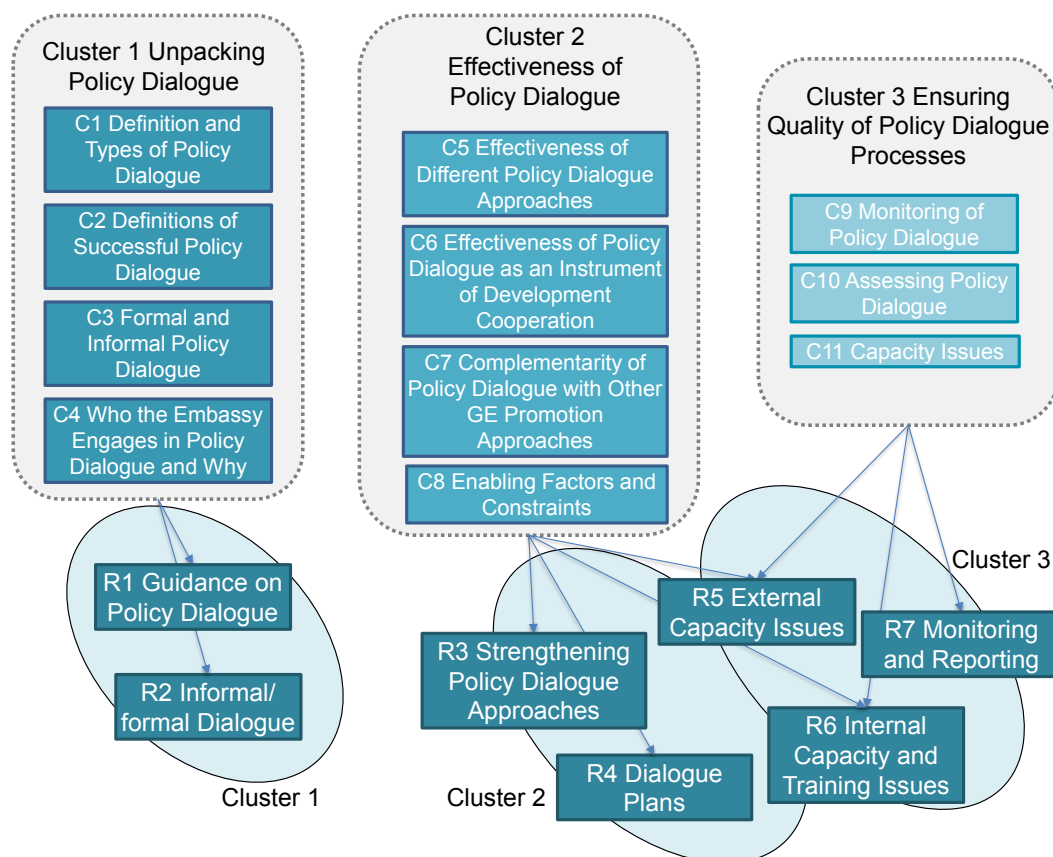 Cluster 1 Unpacking
Policy Dialogue
C1 Definition and
Types of Policy
Dialogue
C2 Definitions of
Successful Policy
Dialogue
C3 Formal and
Informal Policy
Dialogue
C4 Who the Embassy
Engages in Policy
Dialogue and Why
Cluster 2
Effectiveness of
Policy Dialogue
C5 Effectiveness of
Different Policy Dialogue
Approaches
C6 Effectiveness of Policy
Dialogue as an Instrument
of Development
Cooperation
C7 Complementarity of
Policy Dialogue with Other
GE Promotion
Approaches
C8 Enabling Factors and
Constraints
Cluster 3 Ensuring
Quality of Policy Dialogue
Processes
C9 Monitoring of
Policy Dialogue
C10 Assessing Policy
Dialogue
C11 Capacity Issues
R1 Guidance on
Policy Dialogue
R2 Informal/
formal Dialogue
Cluster 1
R3 Strengthening
Policy Dialogue
Approaches
R4 Dialogue
Plans
Cluster 2
R5 External
Capacity Issues
R6 Internal
Capacity and
Training Issues
R7 Monitoring
and Reporting
Cluster 3